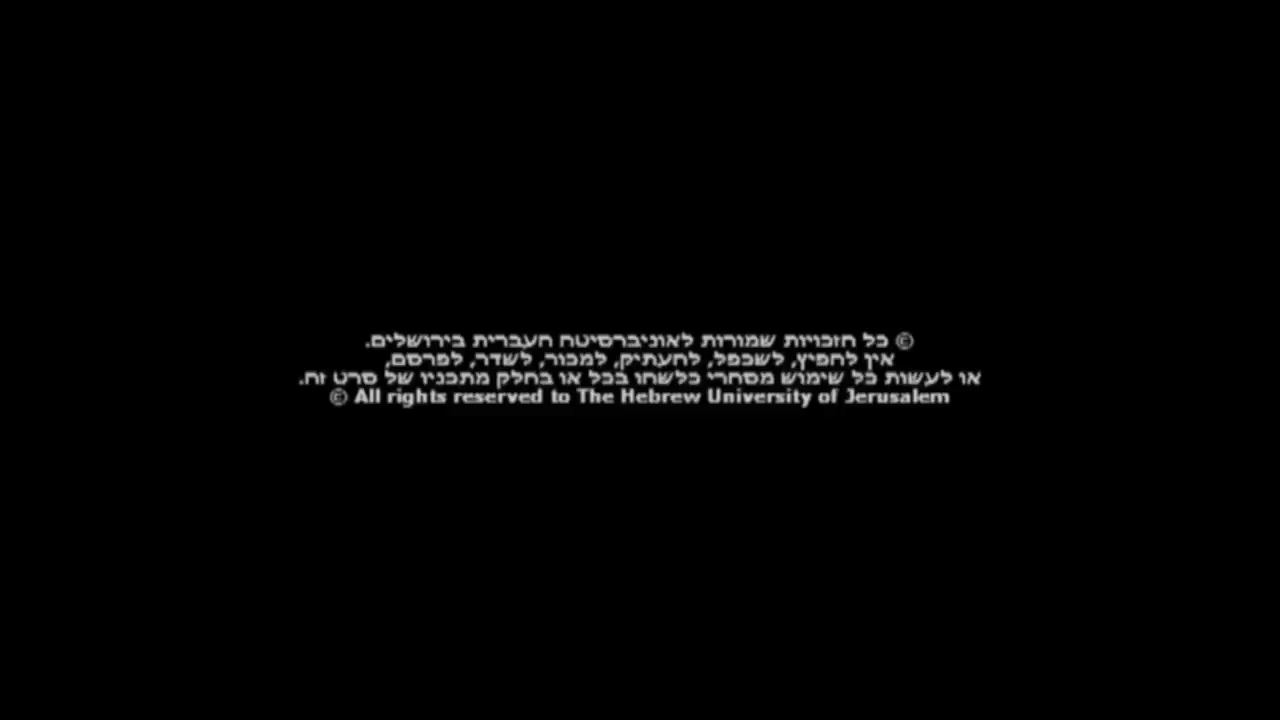 © כל הזכויות שמורות לאוניברסיטה העברית בירושלים.
אין להפיץ, לשכפל, להעתיק, למכור, לשדר, לפרסם,
או לעשות כל שימוש מסחרי כלשהו בכל או בחלק מתכניו של סרט זה.
© All rights reserved to The Hebrew University of Jerusalem